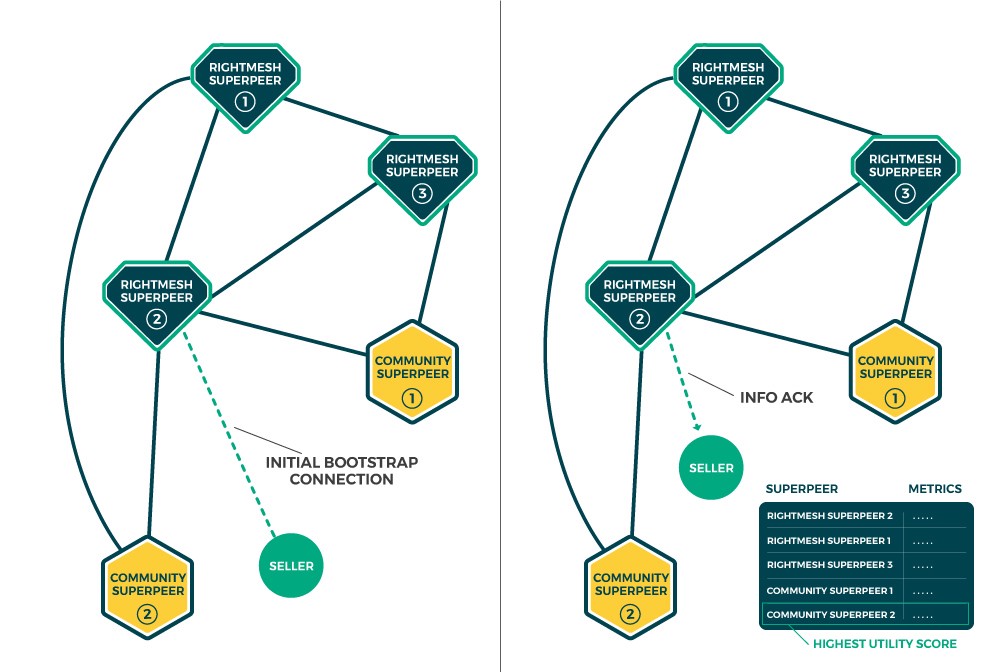 RIGHTMESH
SUPERPEER
1
RIGHTMESH
SUPERPEER
3
RIGHTMESH
SUPERPEER
2
COMMUNITY
SUPERPEER
1
INITIAL BOOTSTRAP
CONNECTION
SELLER
COMMUNITY
SUPERPEER
2
RIGHTMESH
SUPERPEER
1
RIGHTMESH
SUPERPEER
3
RIGHTMESH
SUPERPEER
2
COMMUNITY
SUPERPEER
1
INFO ACK
SELLER
COMMUNITY
SUPERPEER
2
SUPERPEER METRICS
RIGHTMESH SUPERPEER 2 .....
RIGHTMESH SUPERPEER 1 .....
RIGHTMESH SUPERPEER 3 .....
COMMUNITY SUPERPEER 1 .....
COMMUNITY SUPERPEER 2 .....
HIGHEST UTILITY SCORE